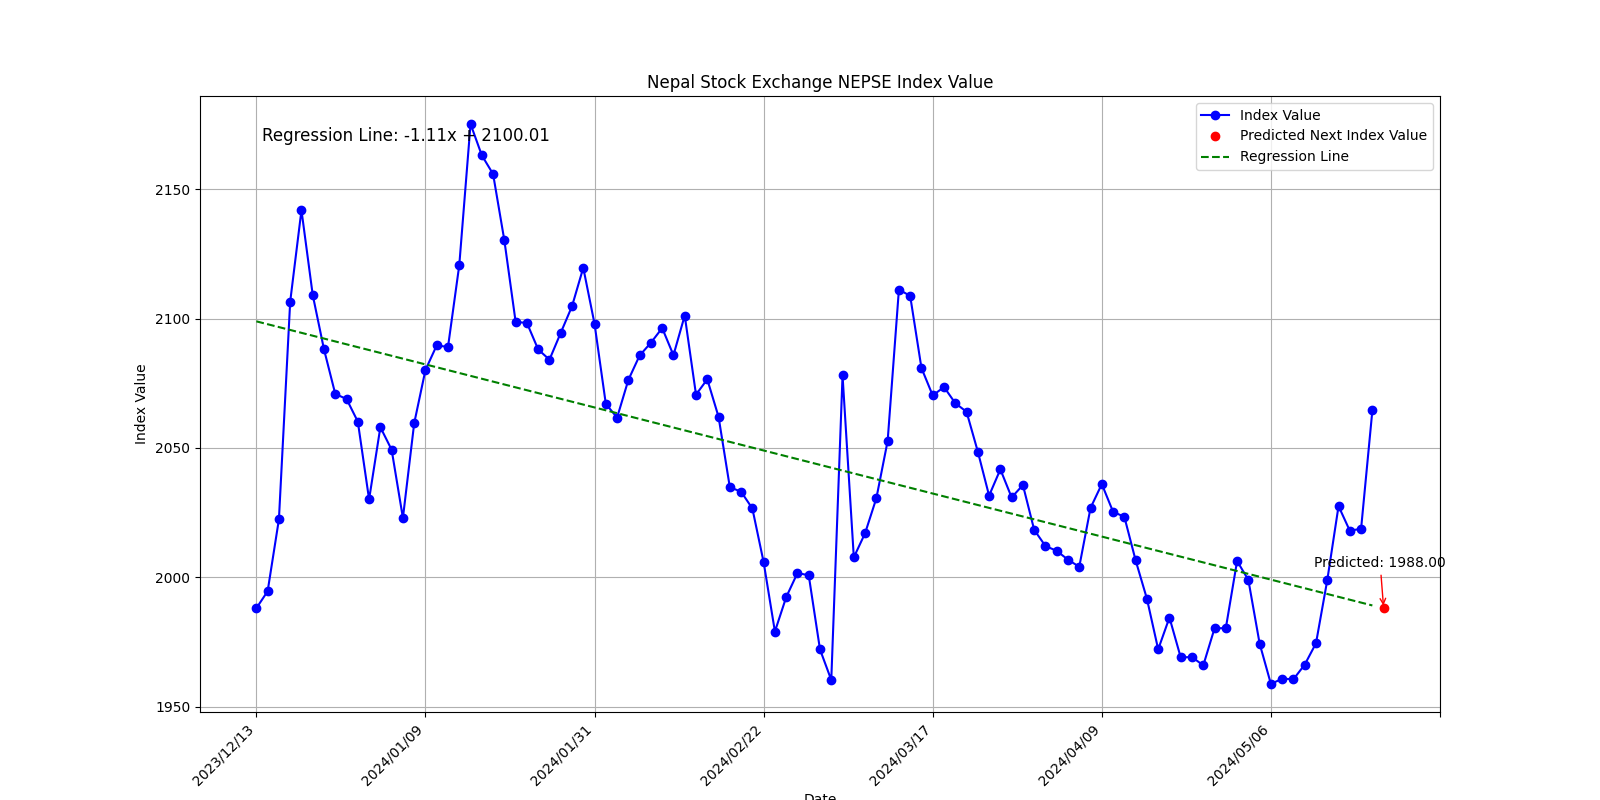 Nepal Stock Exchange NEPSE Index Value
Regression Line: -1.11x + 2100.01
Index Value
Predicted Next Index Value
Regression Line
2150
2100
2050
2000
1950
Index Value
Predicted: 1988.00
2023/12/13
2024/01/09
2024/01/31
2024/02/22
2024/03/17
2024/04/09
2024/05/06
Date